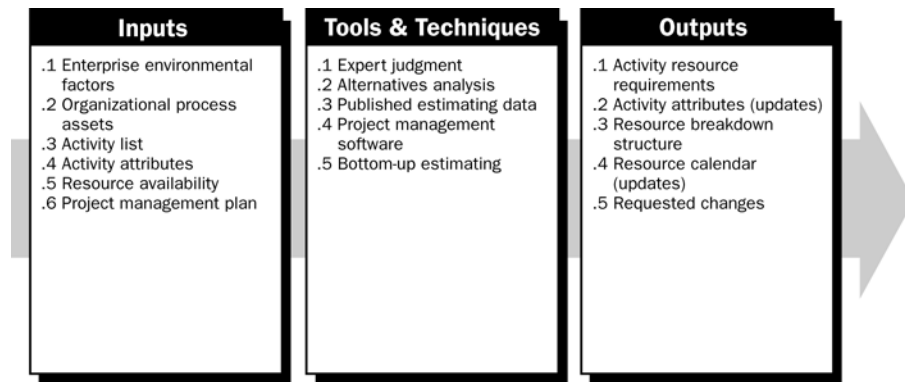 Inputs
.1 Enterprise environmental
factors
.2 Organizational process
assets
.3 Activity list
.4 Activity attributes
.5 Resource availability
.6 Project management plan
Tools & Techniques
.1 Expert judgment
.2 Alternatives analysis
.3 Published estimating data
.4 Project management
software
.5 Bottom-up estimating
Outputs
.1 Activity resource
requirements
.2 Activity attributes (updates)
.3 Resource breakdown
structure
.4 Resource calendar
(updates)
.5 Requested changes